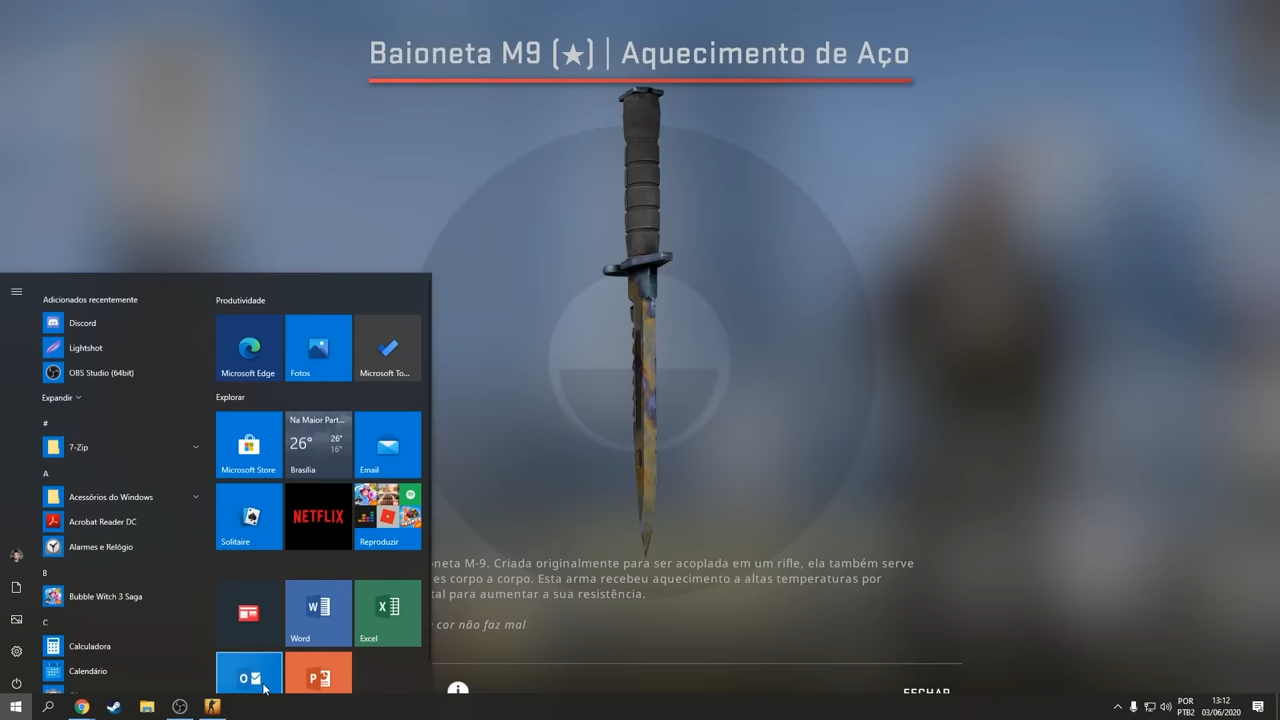 Baioneta M9 (★) | Aquecimento de Aço
Adicionados recentemente
Discord
Lightshot
OBS Studio (64bit)
Expandir
#
7-Zip
A
Acessórios do Windows
Acrobat Reader DC
Alarmes e Relógio
B
Bubble Witch 3 Saga
C
Calculadora
Calendário
Produtividade
Microsoft Edge
Fotos
Microsoft To...
Explorar
Microsoft Store
Na Maior Part...
26°
26°
16°
Brasília
Email
Solitaire
NETFLIX
Reproduzir
Word
Excel
oneta M-9. Criada originalmente para ser acoplada em um rifle, ela também serve
es corpo a corpo. Esta arma recebeu aquecimento a altas temperaturas por
tal para aumentar a sua resistência.
cor não faz mal
FECHAR
POR
PTB2
13:12
03/06/2020